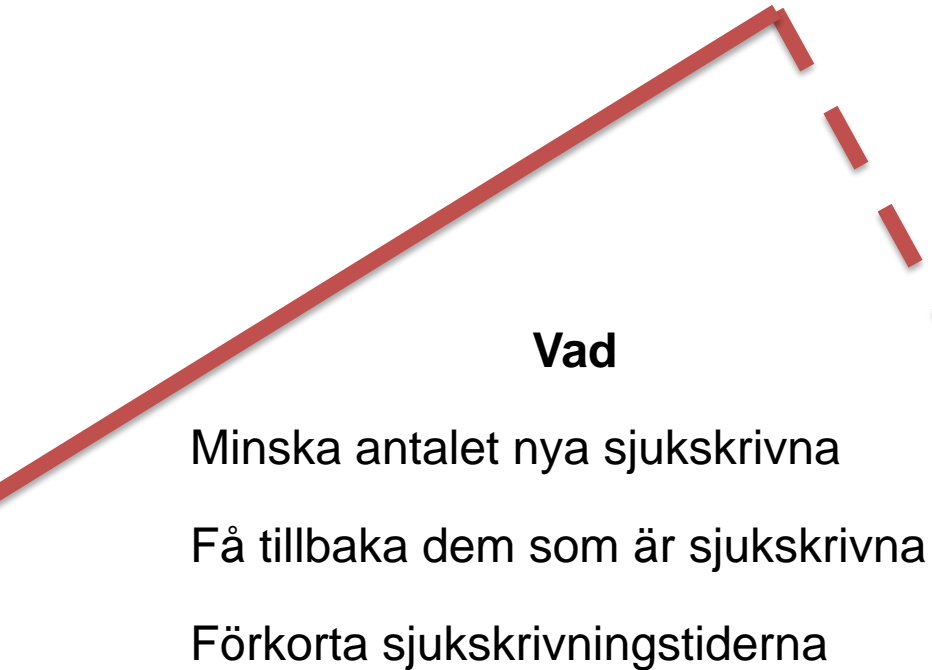 Vad
Minska antalet nya sjukskrivna
Få tillbaka dem som är sjukskrivna
Förkorta sjukskrivningstiderna